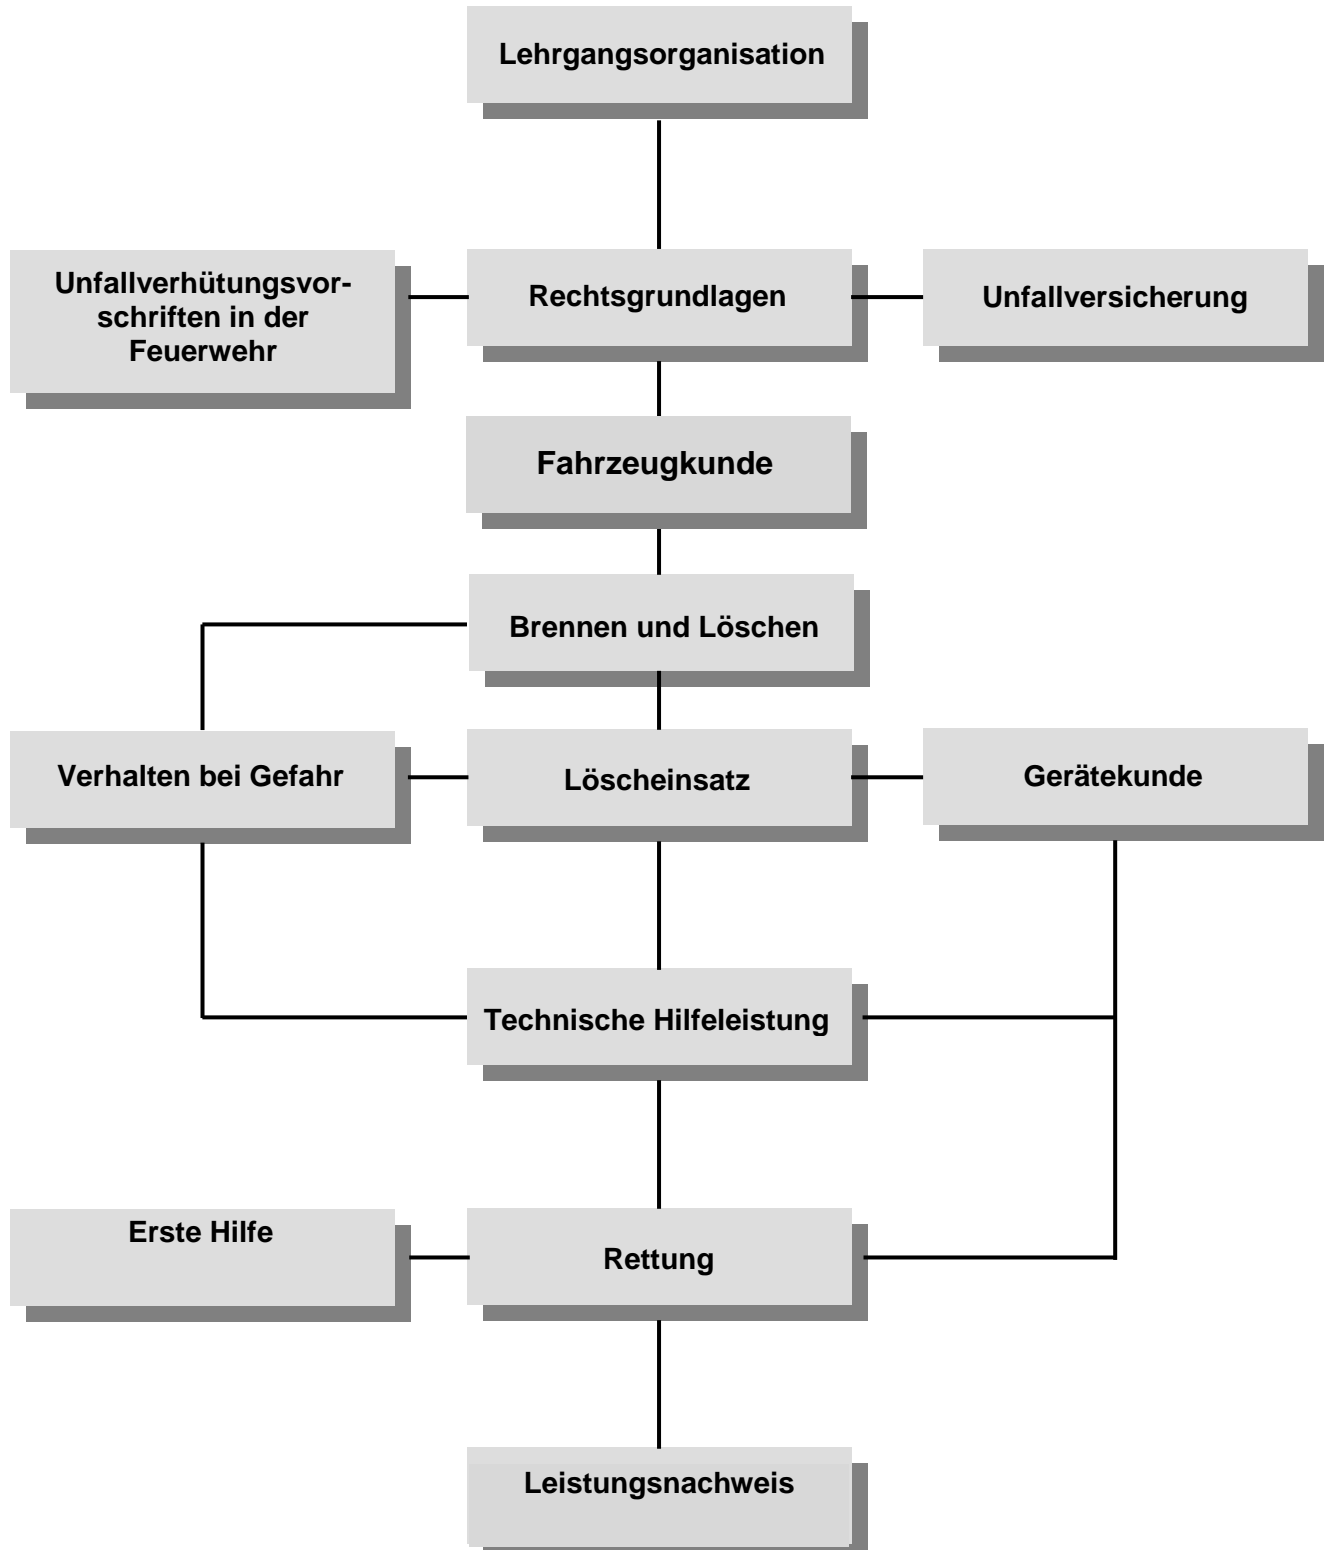 Lehrgangsorganisation
Unfallverhütungsvor-
schriften in der
Feuerwehr
Rechtsgrundlagen
Unfallversicherung
Fahrzeugkunde
Brennen und Löschen
Verhalten bei Gefahr
Löscheinsatz
Gerätekunde
Technische Hilfeleistung
Erste Hilfe
Rettung
Leistungsnachweis